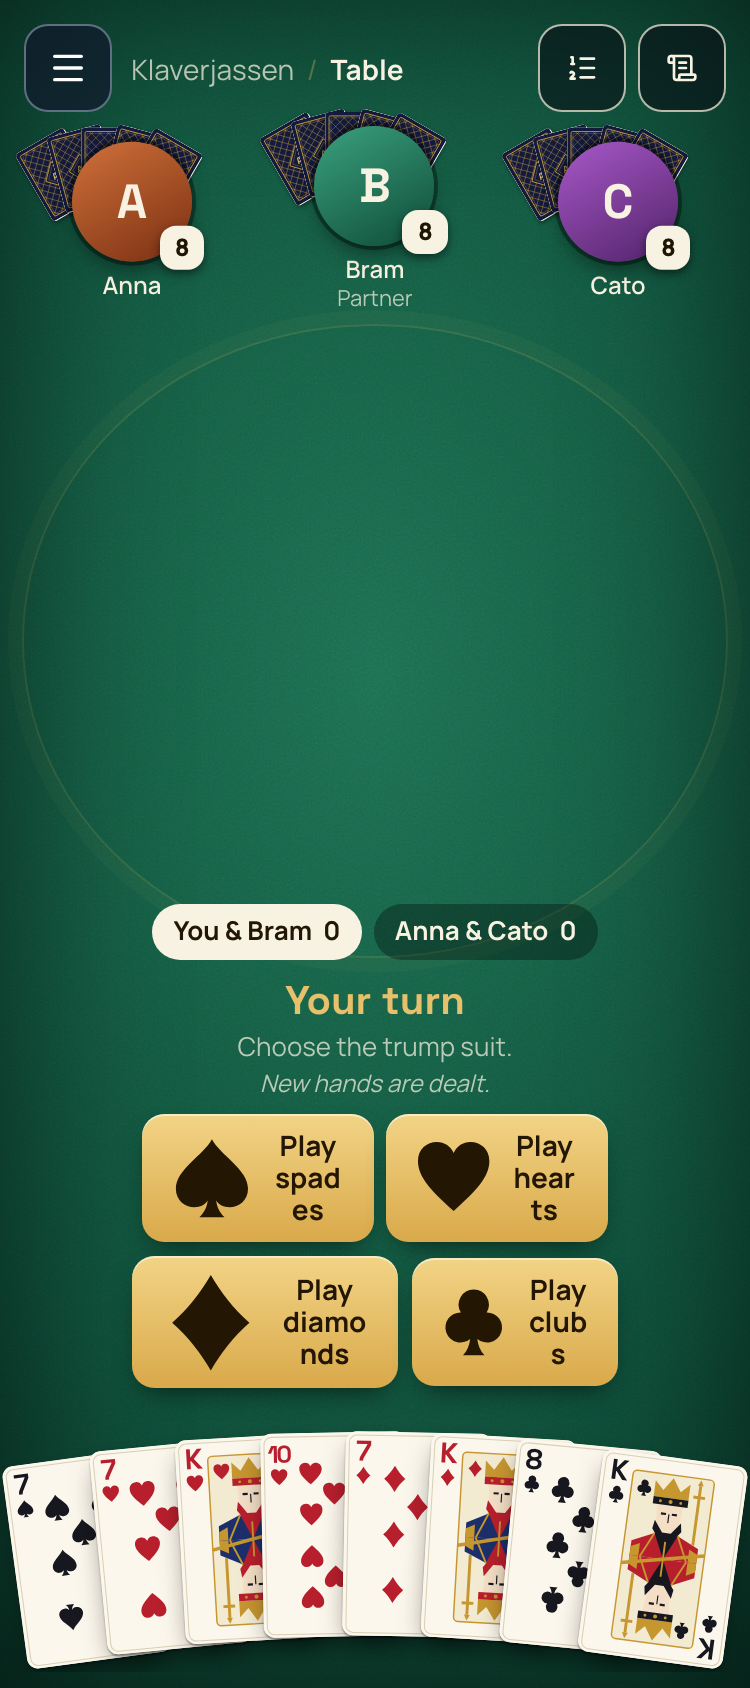 Klaverjassen / Table
A
8
Anna
B
8
Bram
Partner
C
8
Cato
You & Bram 0
Anna & Cato 0
Your turn
Choose the trump suit.
New hands are dealt.
Play
spad
es
Play
hear
ts
Play
diamo
nds
Play
club
s
7
7
K
10
7
K
8
K
K